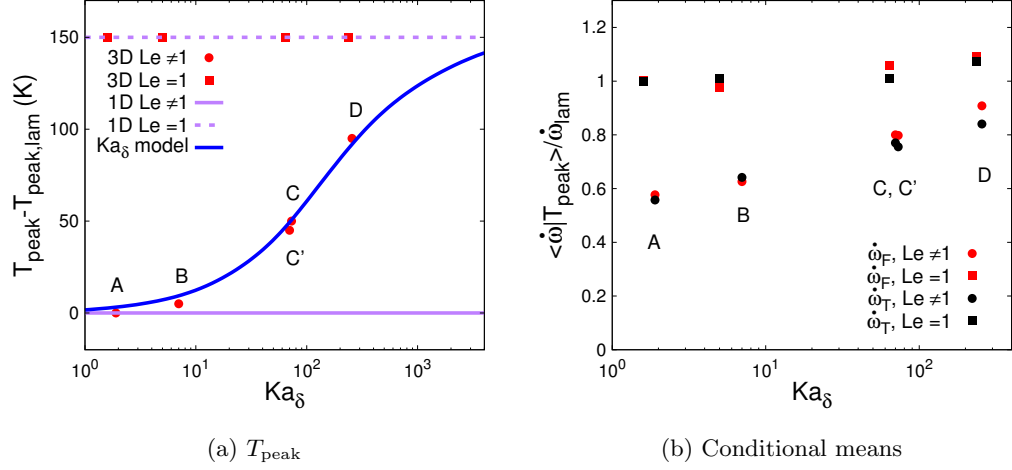 T_peak-T_peak,lam (K)
150
100
50
0
10^0
10^1
10^2
10^3
Ka_δ
3D Le ≠1
3D Le =1
1D Le ≠1
1D Le =1
Ka_δ model
A
B
C
C'
D
(a) T_peak
<ω̇|T_peak>/ω̇_lam
1.2
1
0.8
0.6
0.4
0.2
0
10^0
10^1
10^2
Ka_δ
A
B
C, C'
D
ω̇_F, Le ≠1
ω̇_F, Le =1
ω̇_T, Le ≠1
ω̇_T, Le =1
(b) Conditional means